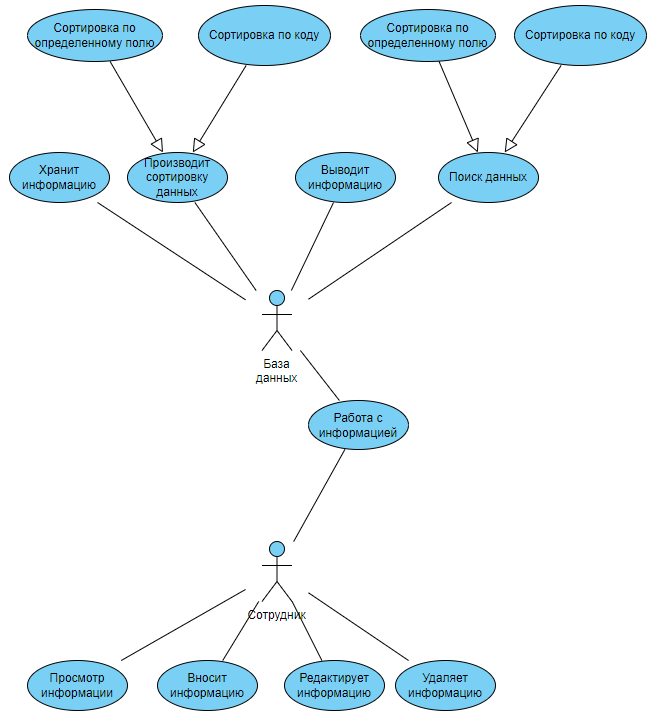 Сортировка по
определенному полю
Сортировка по коду
Сортировка по
определенному полю
Сортировка по коду
Хранит
информацию
Производит
сортировку
данных
Выводит
информацию
Поиск данных
База
данных
Работа с
информацией
Сотрудник
Просмотр
информации
Вносит
информацию
Редактирует
информацию
Удаляет
информацию